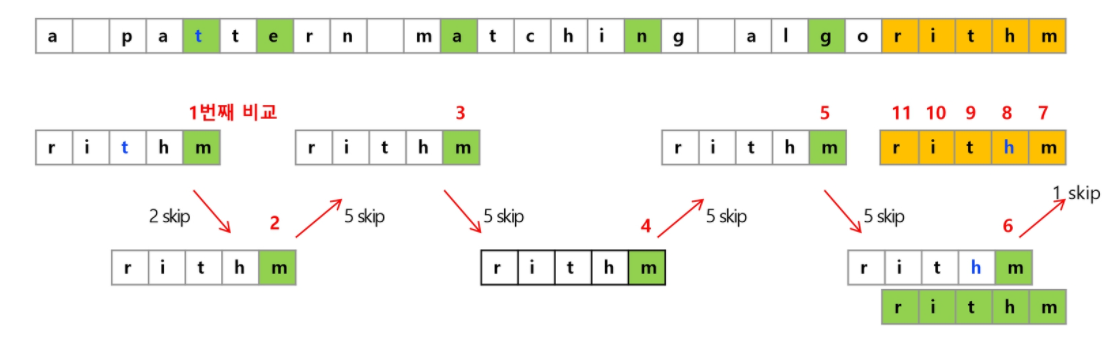 a p a t t e r n m a t c h i n g a l g o r i t h m
1번째 비교 3 5 11 10 9 8 7
r i t h m r i t h m r i t h m r i t h m
2 skip 2 5 skip 5 skip 4 5 skip 5 skip 6 1 skip
r i t h m r i t h m r i t h m
r i t h m